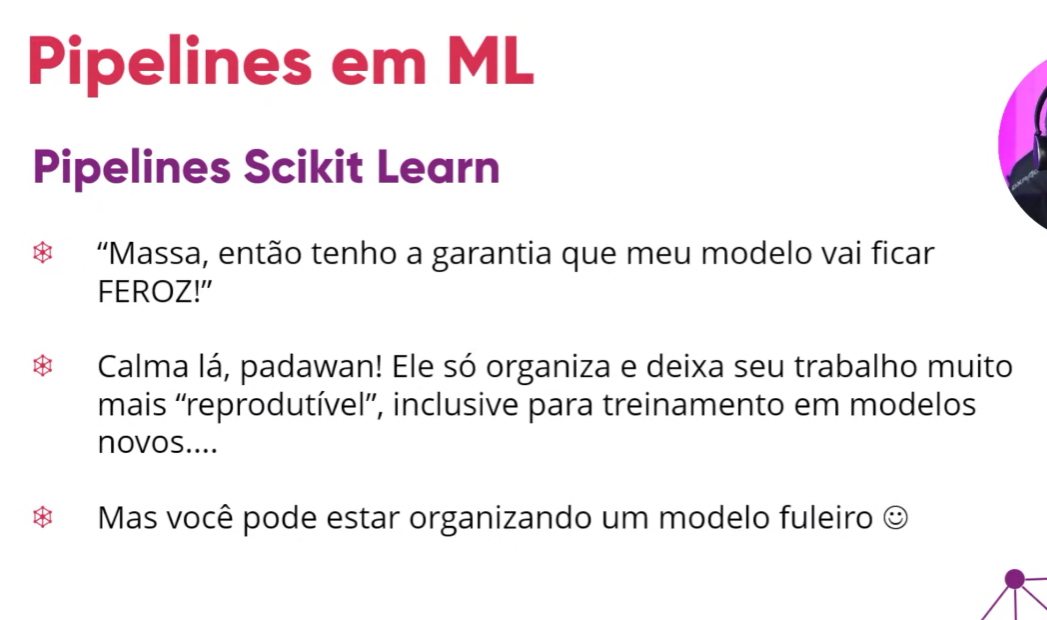 Pipelines em ML
Pipelines Scikit Learn
“Massa, então tenho a garantia que meu modelo vai ficar
FEROZ!”
Calma lá, padawan! Ele só organiza e deixa seu trabalho muito
mais “reprodutível”, inclusive para treinamento em modelos
novos....
Mas você pode estar organizando um modelo fuleiro ☺